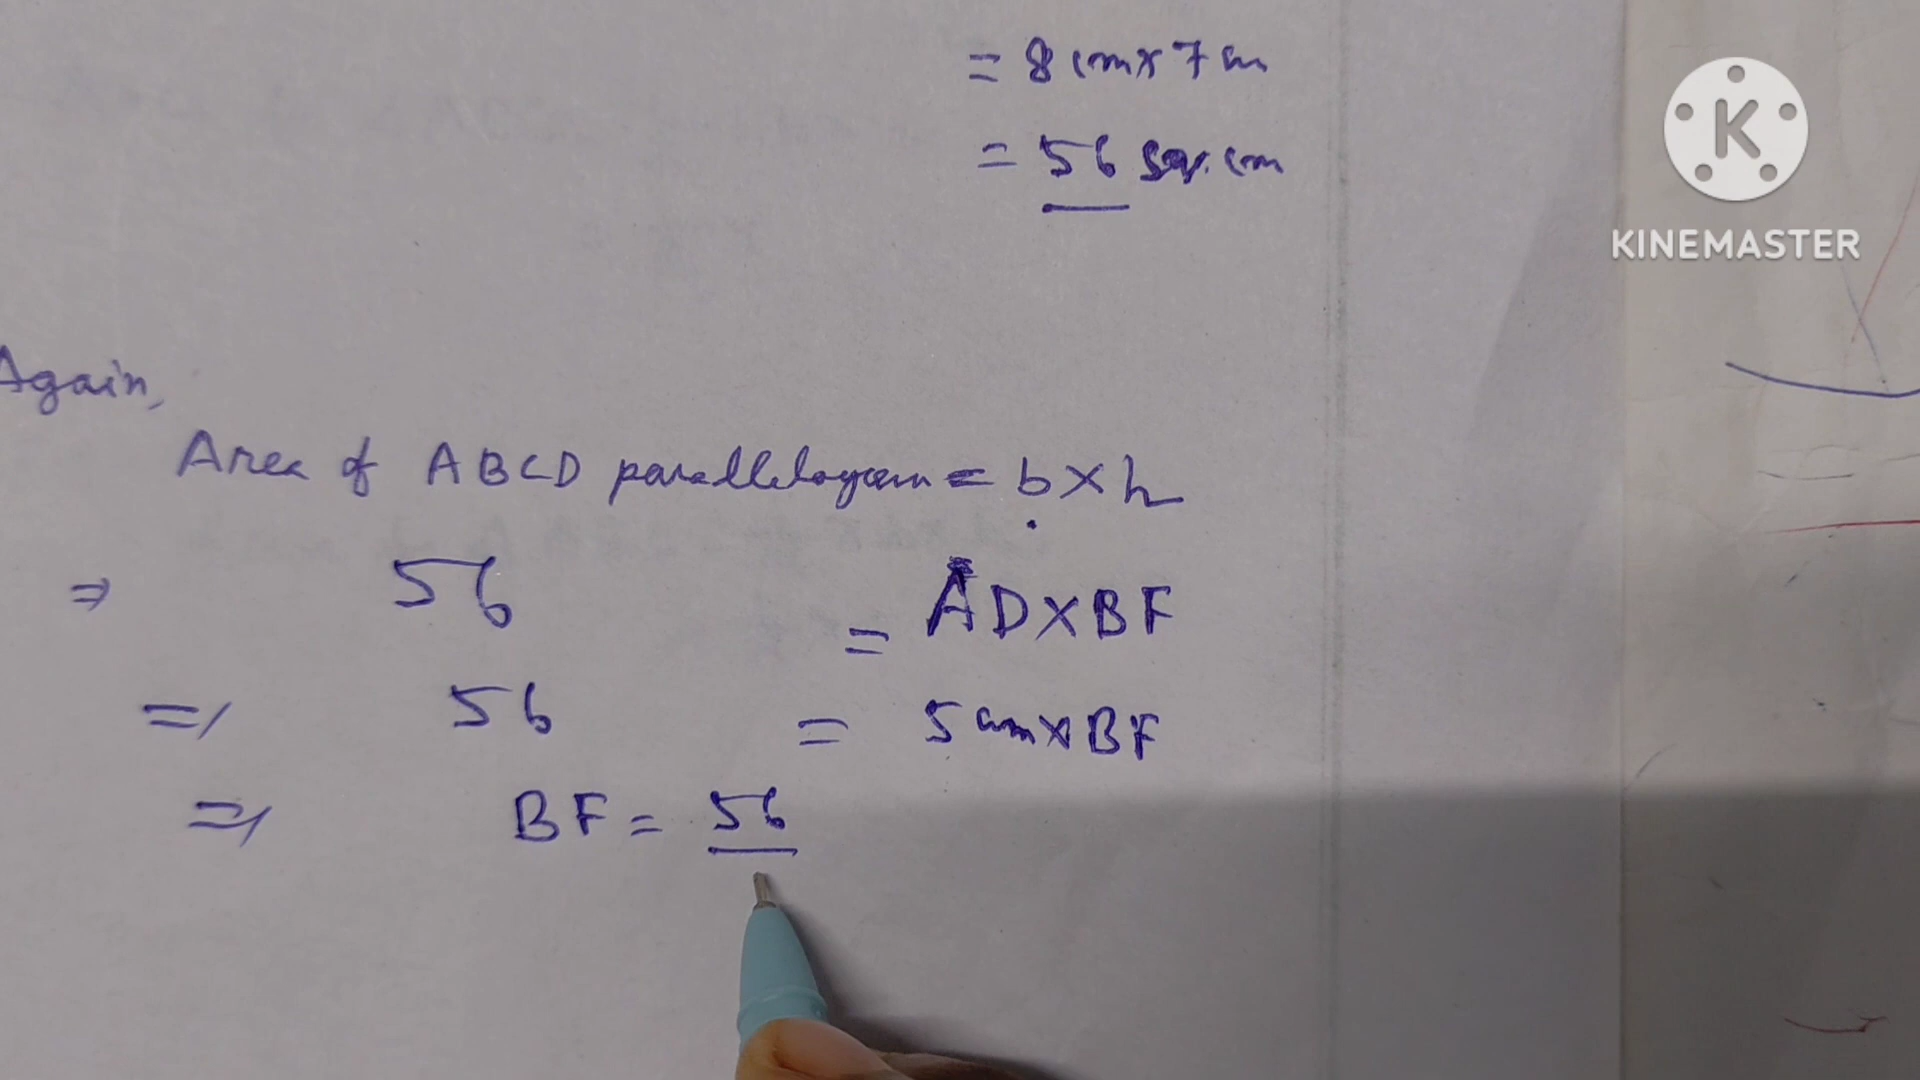 = 8 cm x 7 cm
= 56 sq. cm
K
KINEMASTER
Again,
Area of ABCD parallelogram = b x h
⇒ 56 = AD X BF
⇒ 56 = 5 cm x BF
⇒ BF = 56